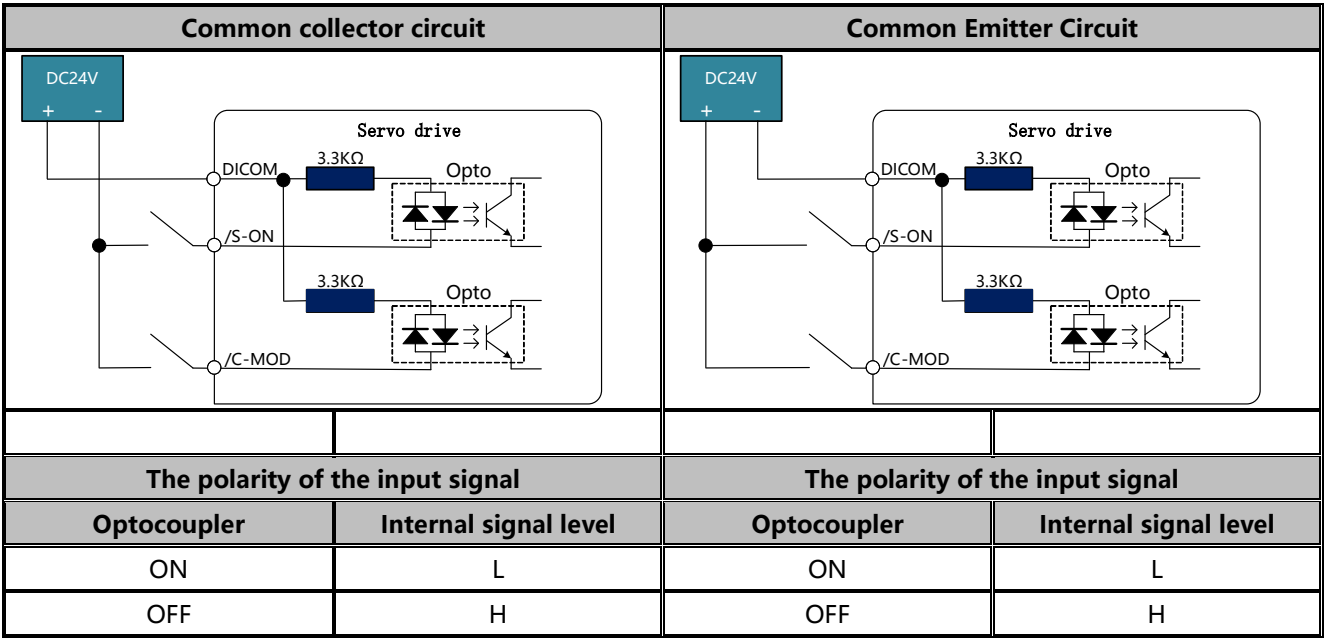 Common collector circuit Common Emitter Circuit
DC24V
+ -
Servo drive
DICOM
3.3KΩ
Opto
/S-ON
3.3KΩ
Opto
/C-MOD
DC24V
+ -
Servo drive
DICOM
3.3KΩ
Opto
/S-ON
3.3KΩ
Opto
/C-MOD
The polarity of the input signal The polarity of the input signal
Optocoupler Internal signal level Optocoupler Internal signal level
ON L ON L
OFF H OFF H